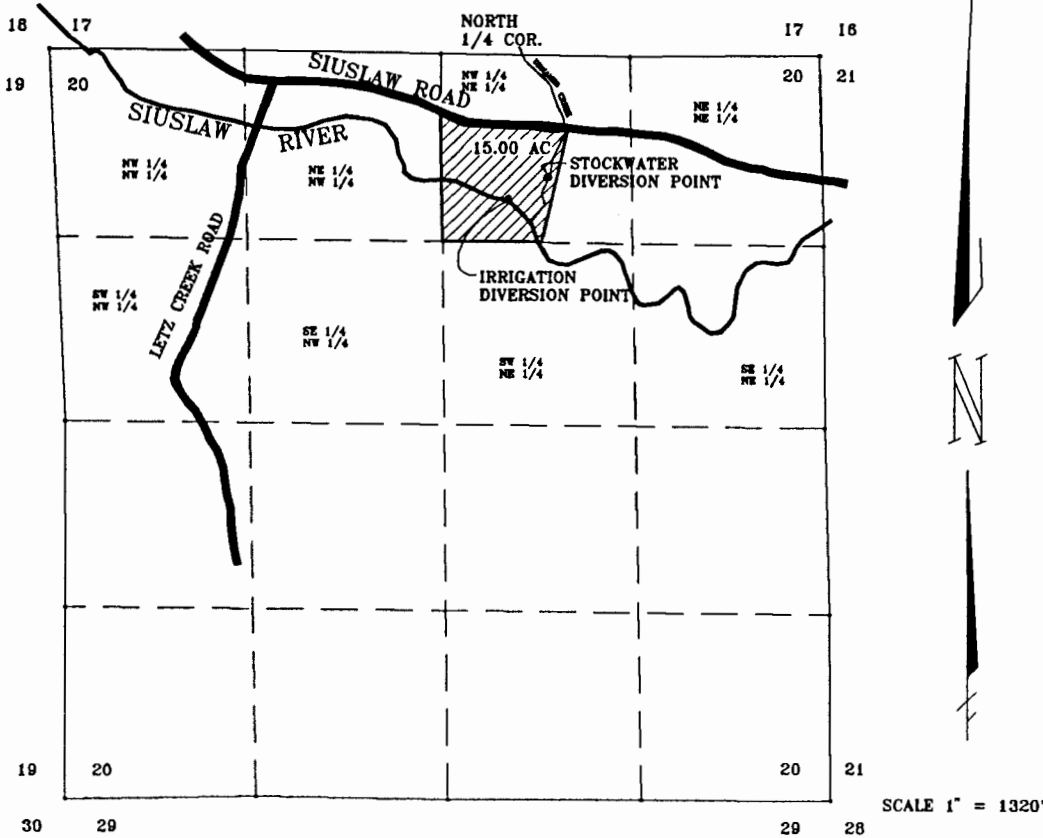 18 17
NORTH
1/4 COR.
17 16
19 20
SIUSLAW ROAD
NW 1/4
NE 1/4
20 21
NE 1/4
NE 1/4
SIUSLAW RIVER
15.00 AC
NW 1/4
NW 1/4
NE 1/4
NW 1/4
STOCKWATER
DIVERSION POINT
LETZ CREEK ROAD
IRRIGATION
DIVERSION POINT
SW 1/4
NW 1/4
SE 1/4
NW 1/4
SW 1/4
NE 1/4
SE 1/4
NE 1/4
N
19 20
20 21
SCALE 1" = 1320'
30 29
29 28